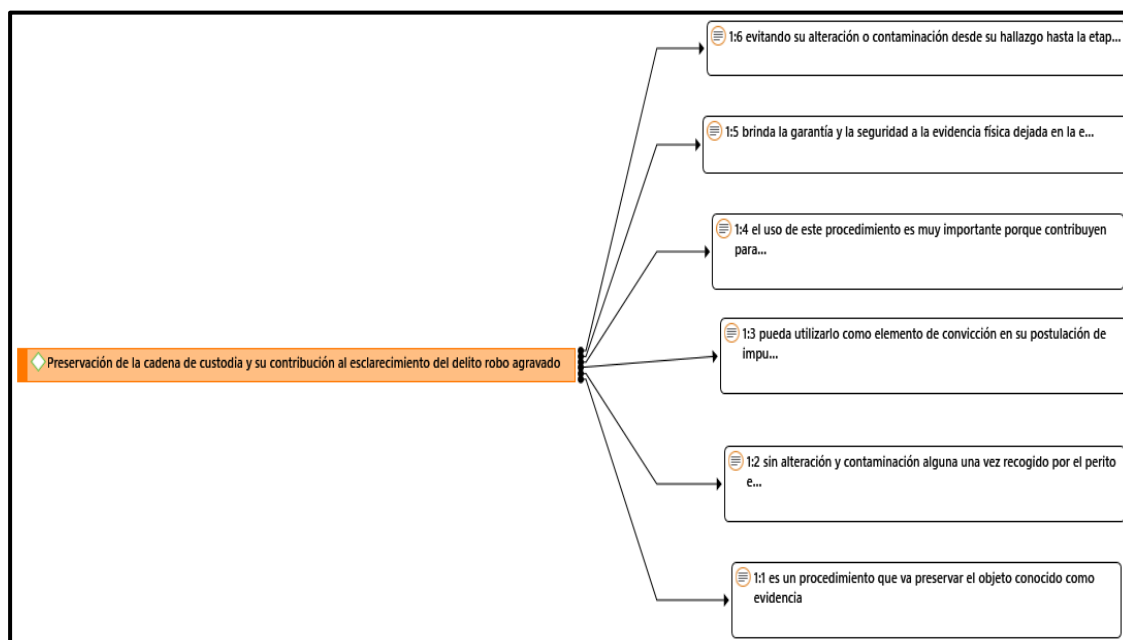 1:6 evitando su alteración o contaminación desde su hallazgo hasta la etap...
1:5 brinda la garantía y la seguridad a la evidencia física dejada en la e...
1:4 el uso de este procedimiento es muy importante porque contribuyen
para...
Preservación de la cadena de custodia y su contribución al esclarecimiento del delito robo agravado
1:3 pueda utilizarlo como elemento de convicción en su postulación de
impu...
1:2 sin alteración y contaminación alguna una vez recogido por el perito
e...
1:1 es un procedimiento que va preservar el objeto conocido como
evidencia